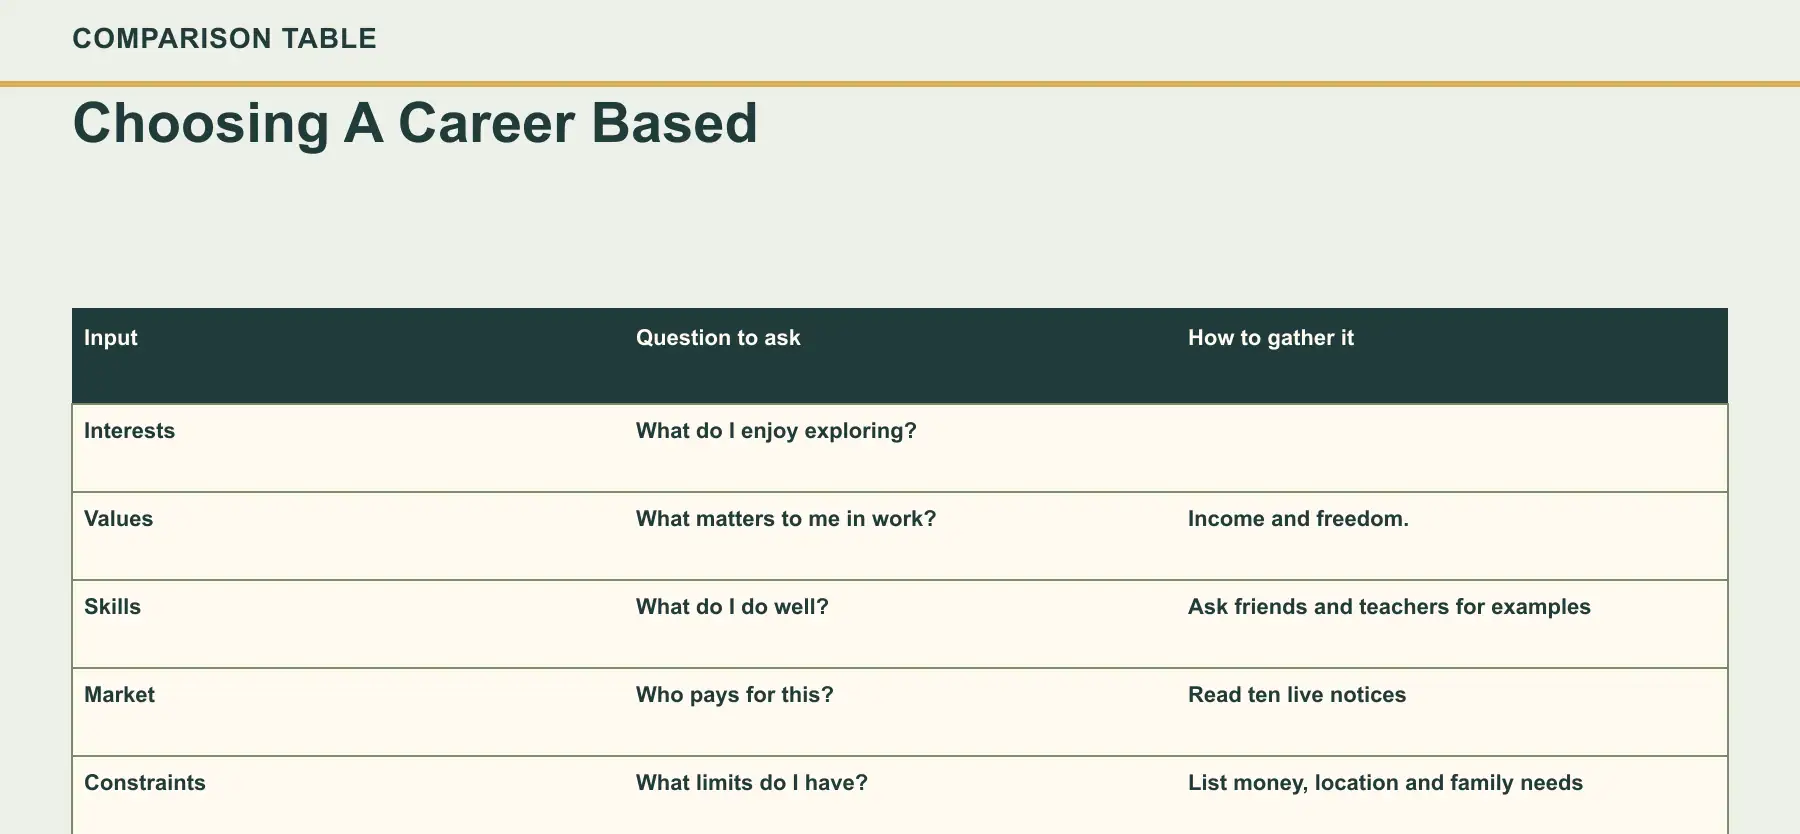 COMPARISON TABLE
Choosing A Career Based
Input Question to ask How to gather it
Interests What do I enjoy exploring?
Values What matters to me in work? Income and freedom.
Skills What do I do well? Ask friends and teachers for examples
Market Who pays for this? Read ten live notices
Constraints What limits do I have? List money, location and family needs